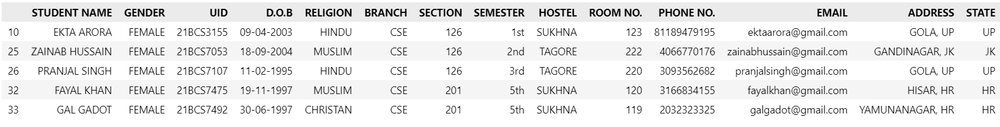 STUDENT NAME GENDER UID D.O.B RELIGION BRANCH SECTION SEMESTER HOSTEL ROOM NO. PHONE NO. EMAIL ADDRESS STATE
10 EKTA ARORA FEMALE 21BCS3155 09-04-2003 HINDU CSE 126 1st SUKHNA 123 81189479195 ektaarora@gmail.com GOLA, UP UP
25 ZAINAB HUSSAIN FEMALE 21BCS7053 18-09-2004 MUSLIM CSE 126 2nd TAGORE 222 4066770176 zainabhussain@gmail.com GANDINAGAR, JK JK
26 PRANJAL SINGH FEMALE 21BCS7107 11-02-1995 HINDU CSE 126 3rd TAGORE 220 3093562682 pranjalsingh@gmail.com GOLA, UP UP
32 FAYAL KHAN FEMALE 21BCS7475 19-11-1997 MUSLIM CSE 201 5th SUKHNA 120 3166834155 fayalkhan@gmail.com HISAR, HR HR
33 GAL GADOT FEMALE 21BCS7492 30-06-1997 CHRISTAN CSE 201 5th SUKHNA 119 2032323325 galgadot@gmail.com YAMUNANAGAR, HR HR